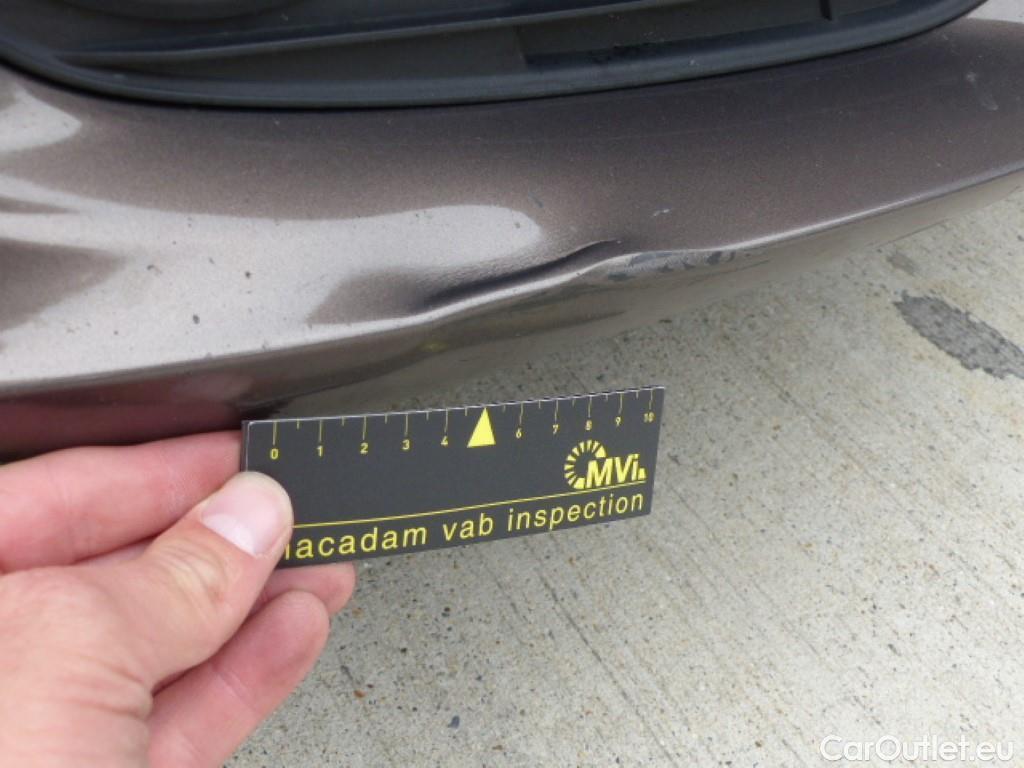 0 1 2 3 4 6 7 8 9 10
MVi
acadam vab inspection
CarOutlet.eu